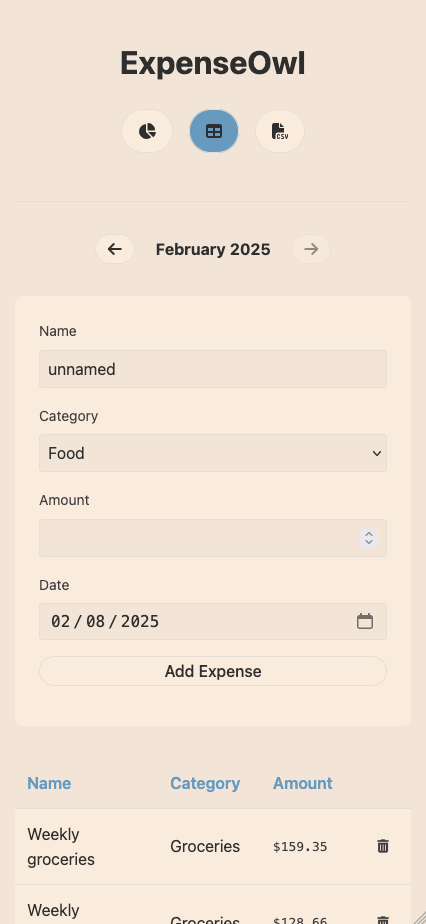 ExpenseOwl
CSV
February 2025
Name
unnamed
Category
Food
Amount
Date
02/08/2025
Add Expense
Name Category Amount
Weekly
groceries Groceries $159.35
Weekly
Groceries $128.66